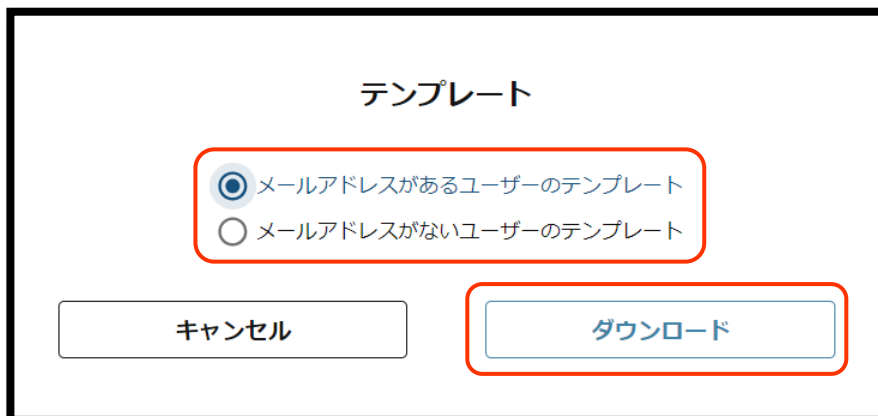 テンプレート
メールアドレスがあるユーザーのテンプレート
メールアドレスがないユーザーのテンプレート
キャンセル
ダウンロード